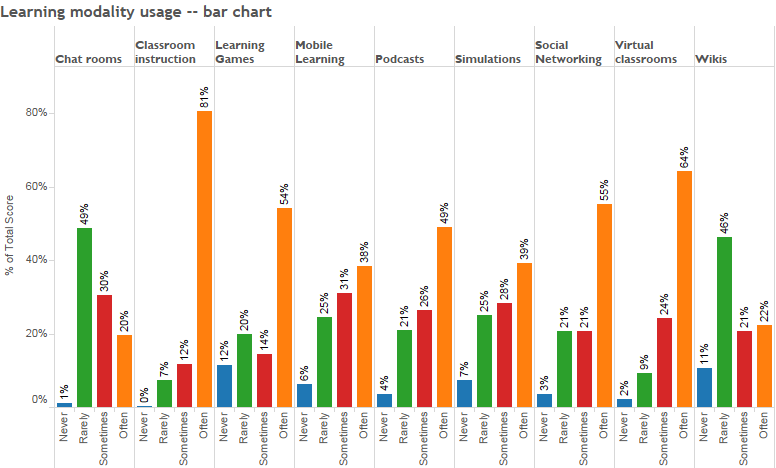 Learning modality usage -- bar chart
Chat rooms
Classroom
instruction
Learning
Games
Mobile
Learning
Podcasts
Simulations
Social
Networking
Virtual
classrooms
Wikis
% of Total Score
80%
60%
40%
20%
0%
1%
49%
30%
20%
0%
7%
12%
81%
12%
20%
14%
54%
6%
25%
31%
38%
4%
21%
26%
49%
7%
25%
28%
39%
3%
21%
21%
55%
2%
9%
24%
64%
11%
46%
21%
22%
Never
Rarely
Sometimes
Often
Never
Rarely
Sometimes
Often
Never
Rarely
Sometimes
Often
Never
Rarely
Sometimes
Often
Never
Rarely
Sometimes
Often
Never
Rarely
Sometimes
Often
Never
Rarely
Sometimes
Often
Never
Rarely
Sometimes
Often
Never
Rarely
Sometimes
Often